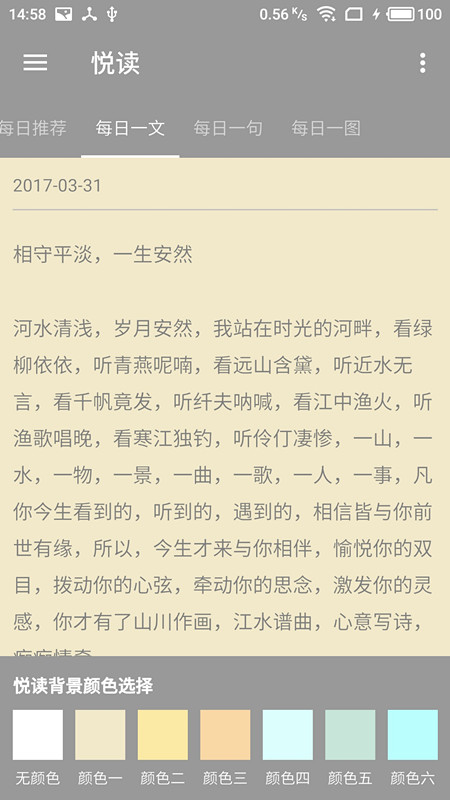 14:58 0.56 K/s 100
悦读
每日推荐 每日一文 每日一句 每日一图
2017-03-31
相守平淡，一生安然
河水清浅，岁月安然，我站在时光的河畔，看绿
柳依依，听青燕呢喃，看远山含黛，听近水无
言，看千帆竟发，听纤夫呐喊，看江中渔火，听
渔歌唱晚，看寒江独钓，听伶仃凄惨，一山，一
水，一物，一景，一曲，一歌，一人，一事，凡
你今生看到的，听到的，遇到的，相信皆与你前
世有缘，所以，今生才来与你相伴，愉悦你的双
目，拨动你的心弦，牵动你的思念，激发你的灵
感，你才有了山川作画，江水谱曲，心意写诗，
悦读背景颜色选择
无颜色 颜色一 颜色二 颜色三 颜色四 颜色五 颜色六